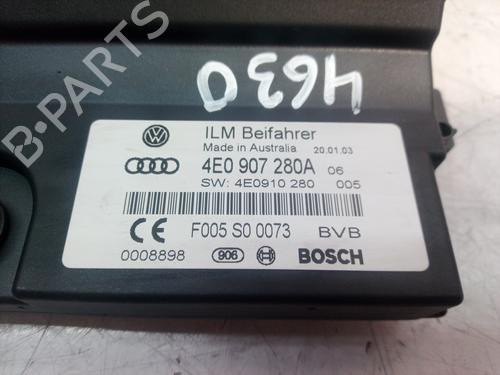 B-PARTS
4630
ILM Beifahrer
Made in Australia 20.01.03
4E0 907 280A 06
SW: 4E0910 280 005
CE F005 S0 0073 BVB
0008898 906 BOSCH